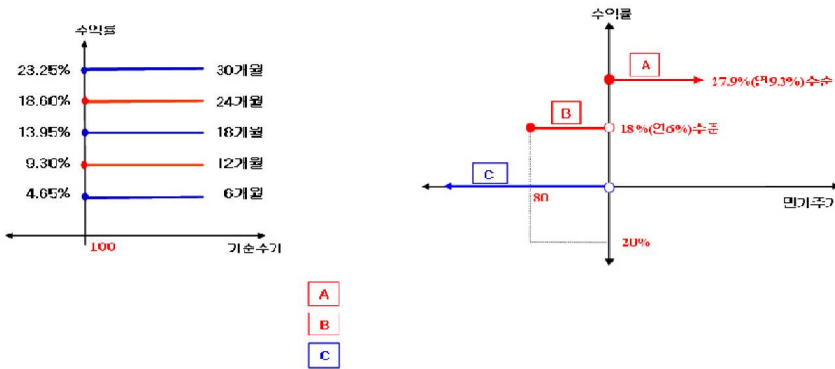 수익률
23.25% 30개월
18.60% 24개월
13.95% 18개월
9.30% 12개월
4.65% 6개월
100
기준주가
수익률
A
27.9%(연9.3%)수준
B
18%(연6%)수준
C
80
만기주가
20%
A
B
C